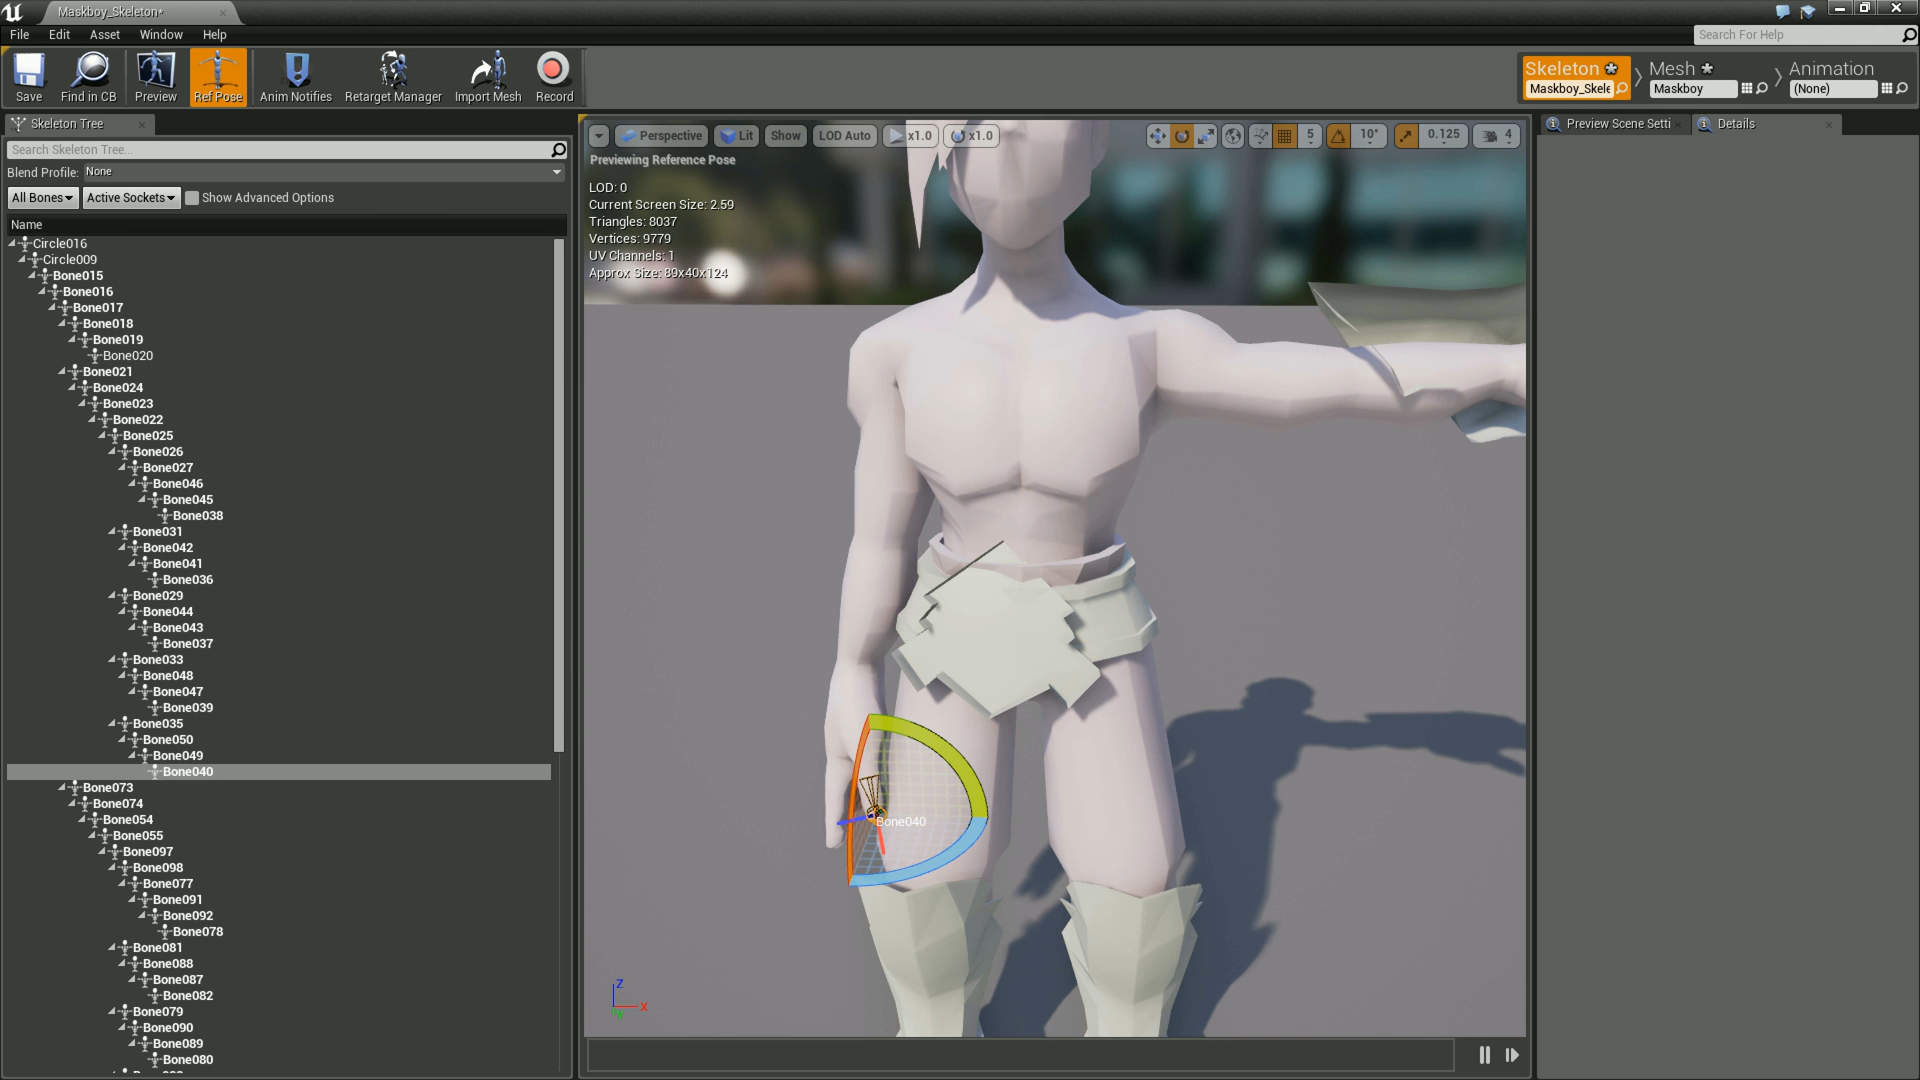 Maskboy_Skeleton*
File Edit Asset Window Help
Search For Help
Save Find in CB Preview Ref Pose Anim Notifies Retarget Manager Import Mesh Record
Skeleton Mesh Animation
Maskboy_Skele Maskboy (None)
Skeleton Tree
Search Skeleton Tree...
Blend Profile: None
All Bones Active Sockets Show Advanced Options
Name
Circle016
Circle009
Bone015
Bone016
Bone017
Bone018
Bone019
Bone020
Bone021
Bone024
Bone023
Bone022
Bone025
Bone026
Bone027
Bone046
Bone045
Bone038
Bone031
Bone042
Bone041
Bone036
Bone029
Bone044
Bone043
Bone037
Bone033
Bone048
Bone047
Bone039
Bone035
Bone050
Bone049
Bone040
Bone073
Bone074
Bone054
Bone055
Bone097
Bone098
Bone077
Bone091
Bone092
Bone078
Bone081
Bone088
Bone087
Bone082
Bone079
Bone090
Bone089
Bone080
Perspective Lit Show LOD Auto x1.0 x1.0 5 10° 0.125 4
Previewing Reference Pose
LOD: 0
Current Screen Size: 2.59
Triangles: 8037
Vertices: 9779
UV Channels: 1
Approx Size: 89x40x124
Bone040
Z
X
Preview Scene Setti Details